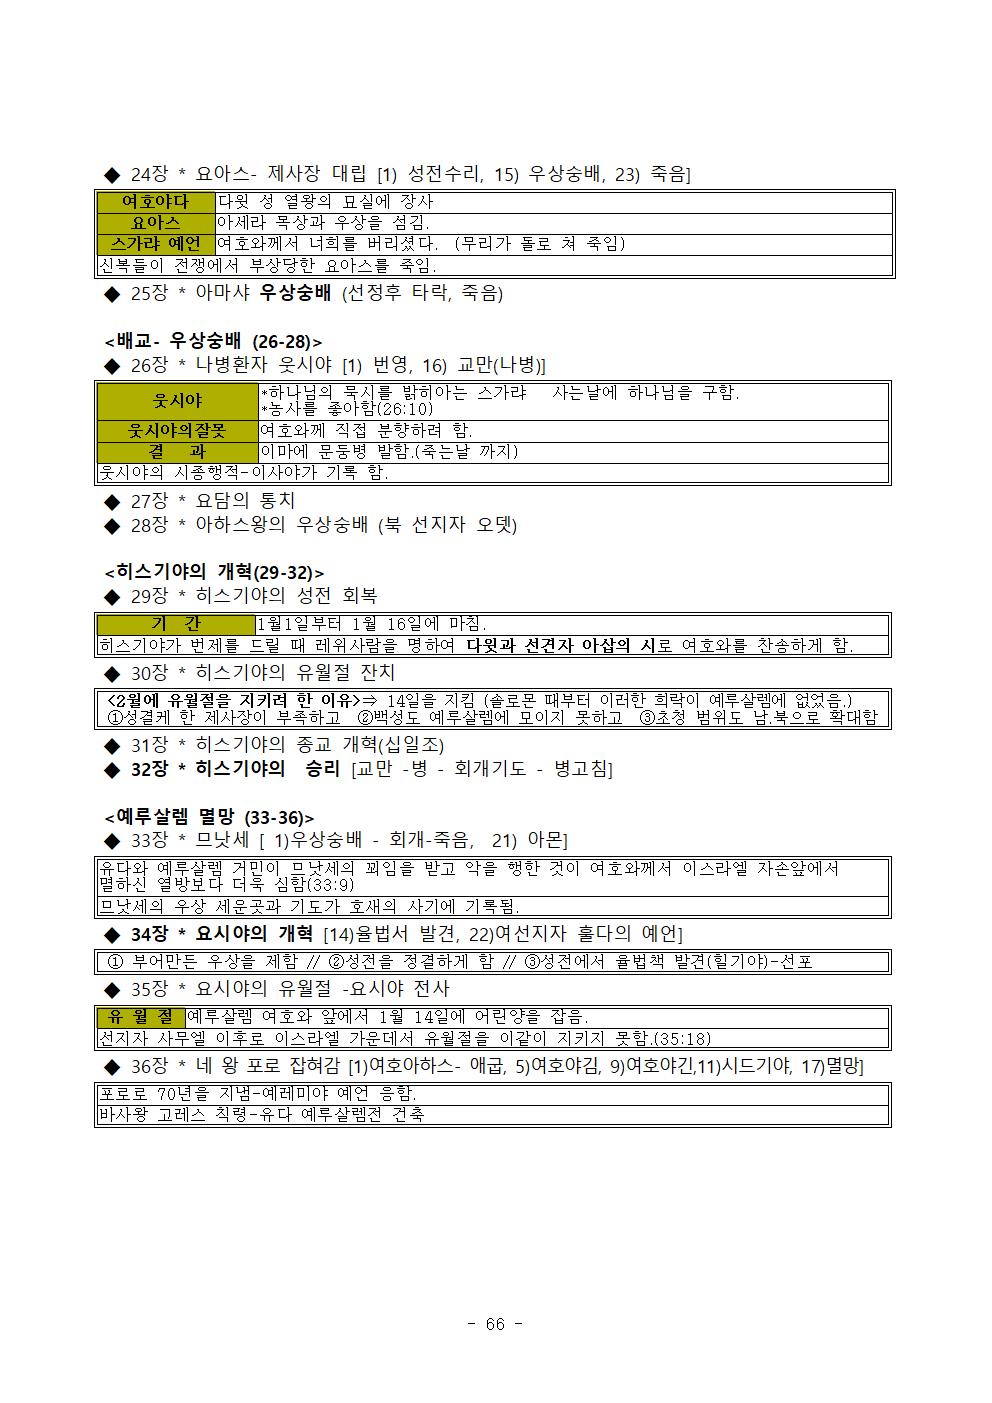 ◆ 24장 * 요아스- 제사장 대립 [1) 성전수리, 15) 우상숭배, 23) 죽음]
여호야다 다윗 성 열왕의 묘실에 장사
요아스 아세라 목상과 우상을 섬김.
스가랴 예언 여호와께서 너희를 버리셨다. (무리가 돌로 쳐 죽임)
신복들이 전쟁에서 부상당한 요아스를 죽임.
◆ 25장 * 아마샤 우상숭배 (선정후 타락, 죽음)
<배교- 우상숭배 (26-28)>
◆ 26장 * 나병환자 웃시야 [1) 번영, 16) 교만(나병)]
웃시야 *하나님의 묵시를 밝히아는 스가랴 사는날에 하나님을 구함.
*농사를 좋아함(26:10)
웃시야의잘못 여호와께 직접 분향하려 함.
결 과 이마에 문둥병 발함.(죽는날 까지)
웃시야의 시종행적-이사야가 기록 함.
◆ 27장 * 요담의 통치
◆ 28장 * 아하스왕의 우상숭배 (북 선지자 오뎃)
<히스기야의 개혁(29-32)>
◆ 29장 * 히스기야의 성전 회복
기 간 1월1일부터 1월 16일에 마침.
히스기야가 번제를 드릴 때 레위사람을 명하여 다윗과 선견자 아삽의 시로 여호와를 찬송하게 함.
◆ 30장 * 히스기야의 유월절 잔치
<2월에 유월절을 지키려 한 이유>⇒ 14일을 지킴 (솔로몬 때부터 이러한 희락이 예루살렘에 없었음.)
①성결케 한 제사장이 부족하고 ②백성도 예루살렘에 모이지 못하고 ③초청 범위도 남.북으로 확대함
◆ 31장 * 히스기야의 종교 개혁(십일조)
◆ 32장 * 히스기야의 승리 [교만 -병 - 회개기도 - 병고침]
<예루살렘 멸망 (33-36)>
◆ 33장 * 므낫세 [ 1)우상숭배 - 회개-죽음, 21) 아몬]
유다와 예루살렘 거민이 므낫세의 꾀임을 받고 악을 행한 것이 여호와께서 이스라엘 자손앞에서
멸하신 열방보다 더욱 심함(33:9)
므낫세의 우상 세운곳과 기도가 호새의 사기에 기록됨.
◆ 34장 * 요시야의 개혁 [14)율법서 발견, 22)여선지자 훌다의 예언]
① 부어만든 우상을 제함 // ②성전을 정결하게 함 // ③성전에서 율법책 발견(힐기야)-선포
◆ 35장 * 요시야의 유월절 -요시야 전사
유 월 절 예루살렘 여호와 앞에서 1월 14일에 어린양을 잡음.
선지자 사무엘 이후로 이스라엘 가운데서 유월절을 이같이 지키지 못함.(35:18)
◆ 36장 * 네 왕 포로 잡혀감 [1)여호아하스- 애굽, 5)여호야김, 9)여호야긴,11)시드기야, 17)멸망]
포로로 70년을 지냄-예레미야 예언 응함.
바사왕 고레스 칙령-유다 예루살렘전 건축
- 66 -